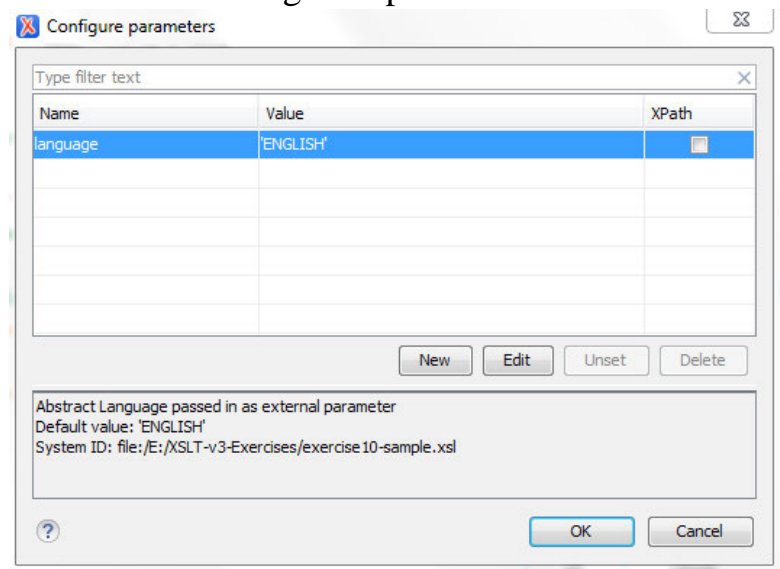 Configure parameters
Type filter text
Name Value XPath
language 'ENGLISH'
New Edit Unset Delete
Abstract Language passed in as external parameter
Default value: 'ENGLISH'
System ID: file:/E:/XSLT-v3-Exercises/exercise10-sample.xsl
? OK Cancel